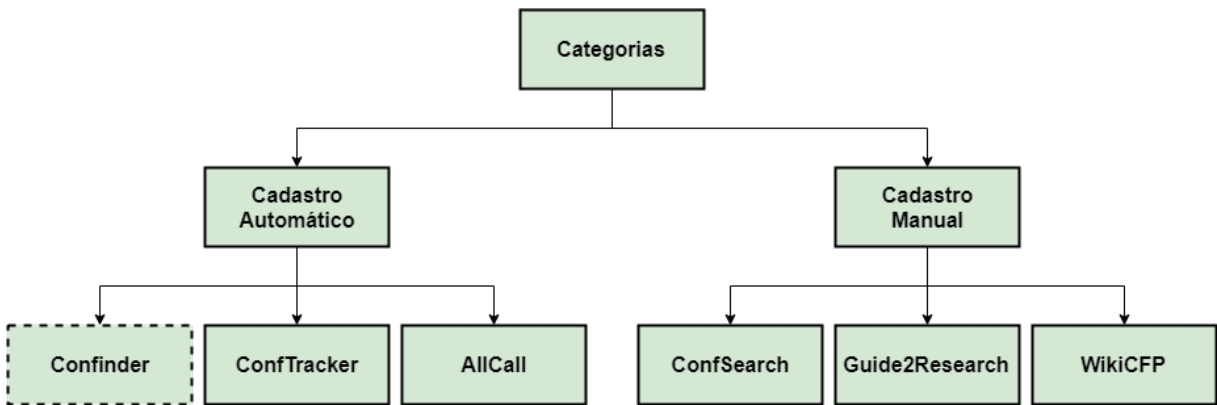 Categorias
Cadastro
Automático
Cadastro
Manual
Confinder
ConfTracker
AllCall
ConfSearch
Guide2Research
WikiCFP